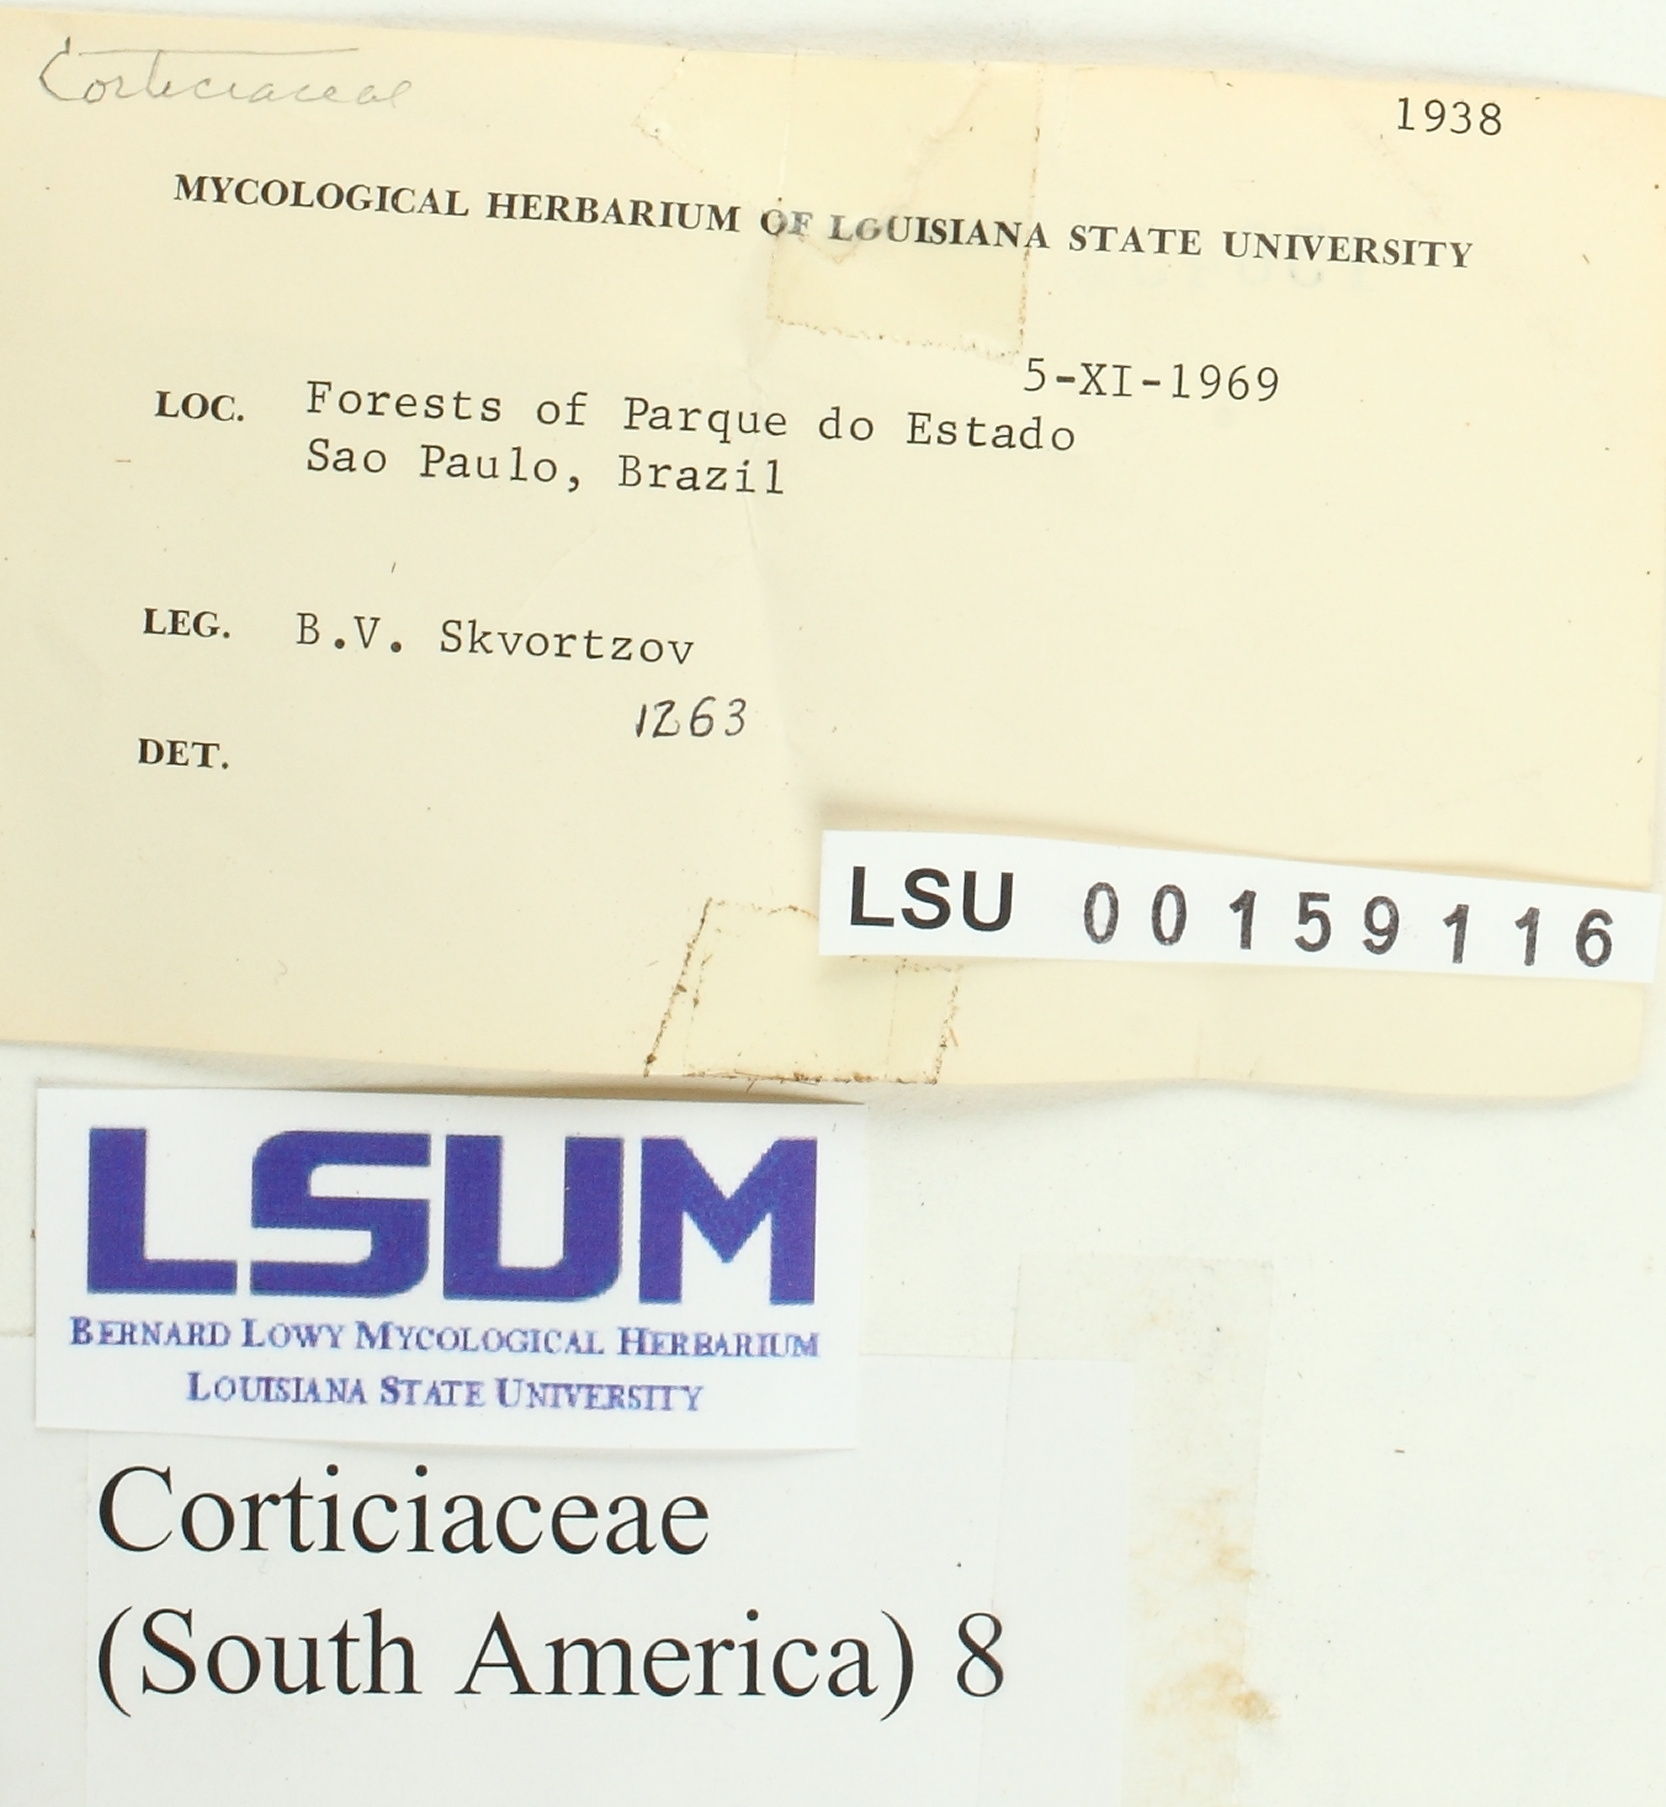 Corticiaceae
1938
MYCOLOGICAL HERBARIUM OF LOUISIANA STATE UNIVERSITY
5-XI-1969
LOC. Forests of Parque do Estado
Sao Paulo, Brazil
LEG. B.V. Skvortzov
1263
DET.
LSU 00159116
LSUM
BERNARD LOWY MYCOLOGICAL HERBARIUM
LOUISIANA STATE UNIVERSITY
Corticiaceae
(South America) 8